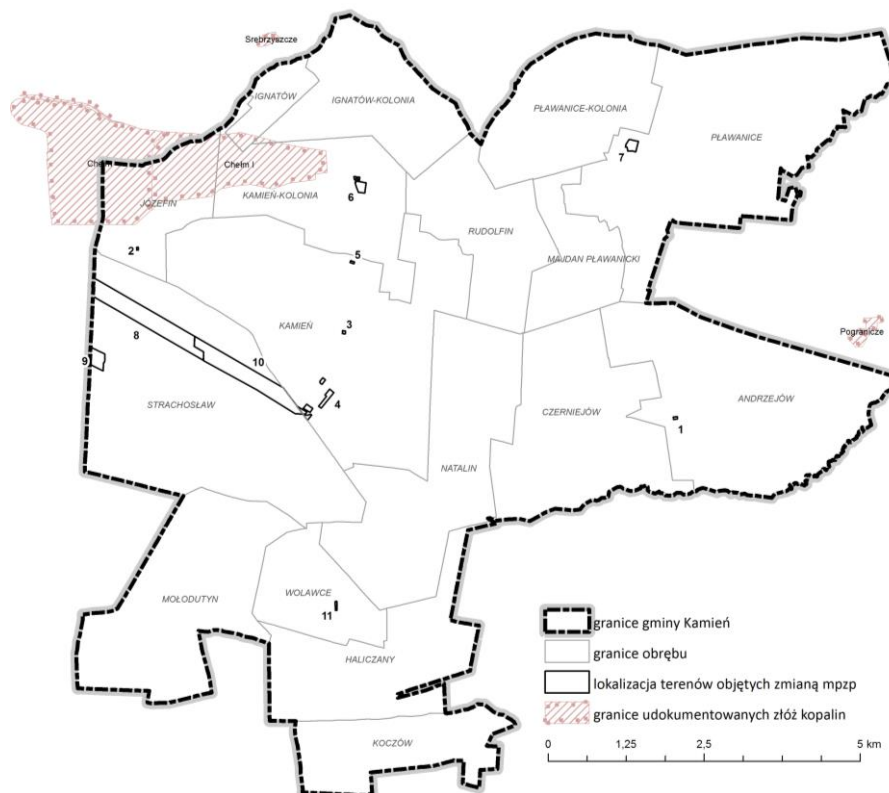 Srebrzyszcze
IGNATÓW
IGNATÓW-KOLONIA
PŁAWANICE-KOLONIA
PŁAWANICE
7
Chełm I
JÓZEFIN
KAMIEŃ-KOLONIA
6
RUDOLFIN
2
5
MAJDAN PŁAWANICKI
KAMIEŃ
3
8
10
Pogranicze
9
STRACHOSŁAW
4
CZERNIEJÓW
ANDRZEJÓW
1
NATALIN
MOŁODUTYN
WOLAWCE
11
HALICZANY
KOCZÓW
granice gminy Kamień
granice obrębu
lokalizacja terenów objętych zmianą mpzp
granice udokumentowanych złóż kopalin
0 1,25 2,5 5 km